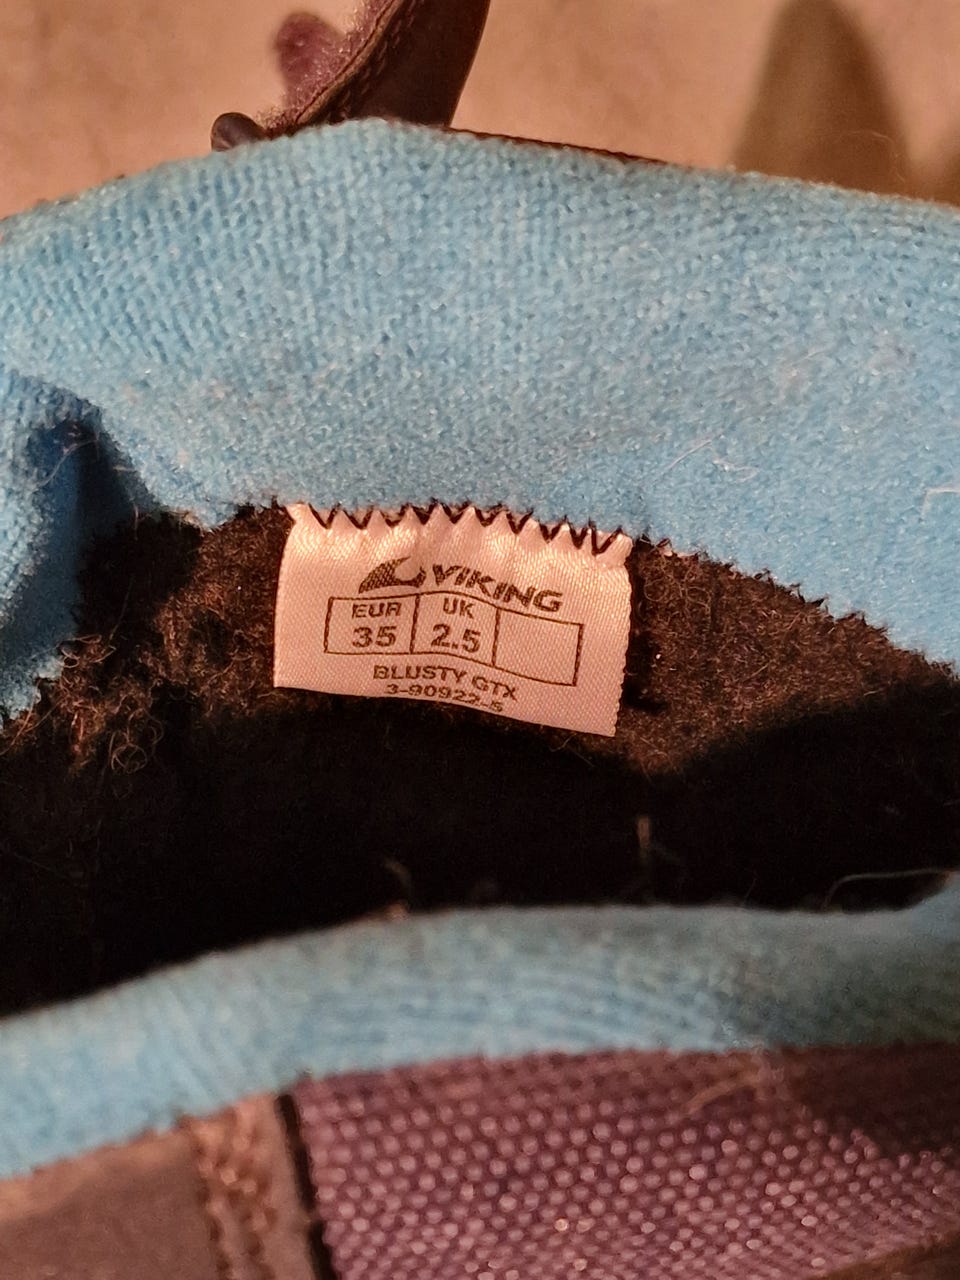 VIKING
EUR UK
35 2.5
BLUSTY GTX
3-90922-5